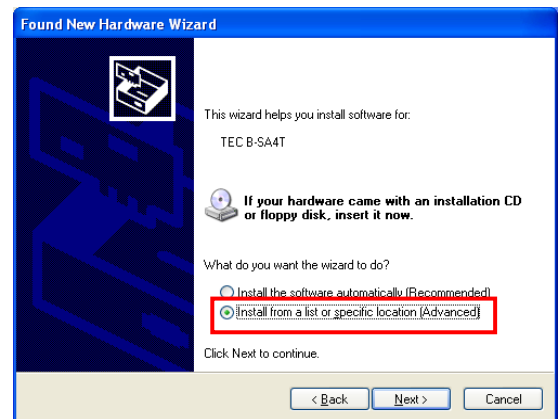 Found New Hardware Wizard
This wizard helps you install software for:
TEC B-SA4T
If your hardware came with an installation CD
or floppy disk, insert it now.
What do you want the wizard to do?
Install the software automatically (Recommended)
Install from a list or specific location (Advanced)
Click Next to continue.
< Back
Next >
Cancel